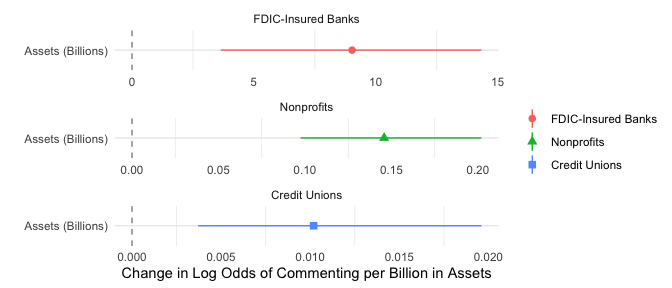 FDIC-Insured Banks
Assets (Billions)
0 5 10 15
Nonprofits
Assets (Billions)
0.00 0.05 0.10 0.15 0.20
Credit Unions
Assets (Billions)
0.000 0.005 0.010 0.015 0.020
Change in Log Odds of Commenting per Billion in Assets
FDIC-Insured Banks
Nonprofits
Credit Unions